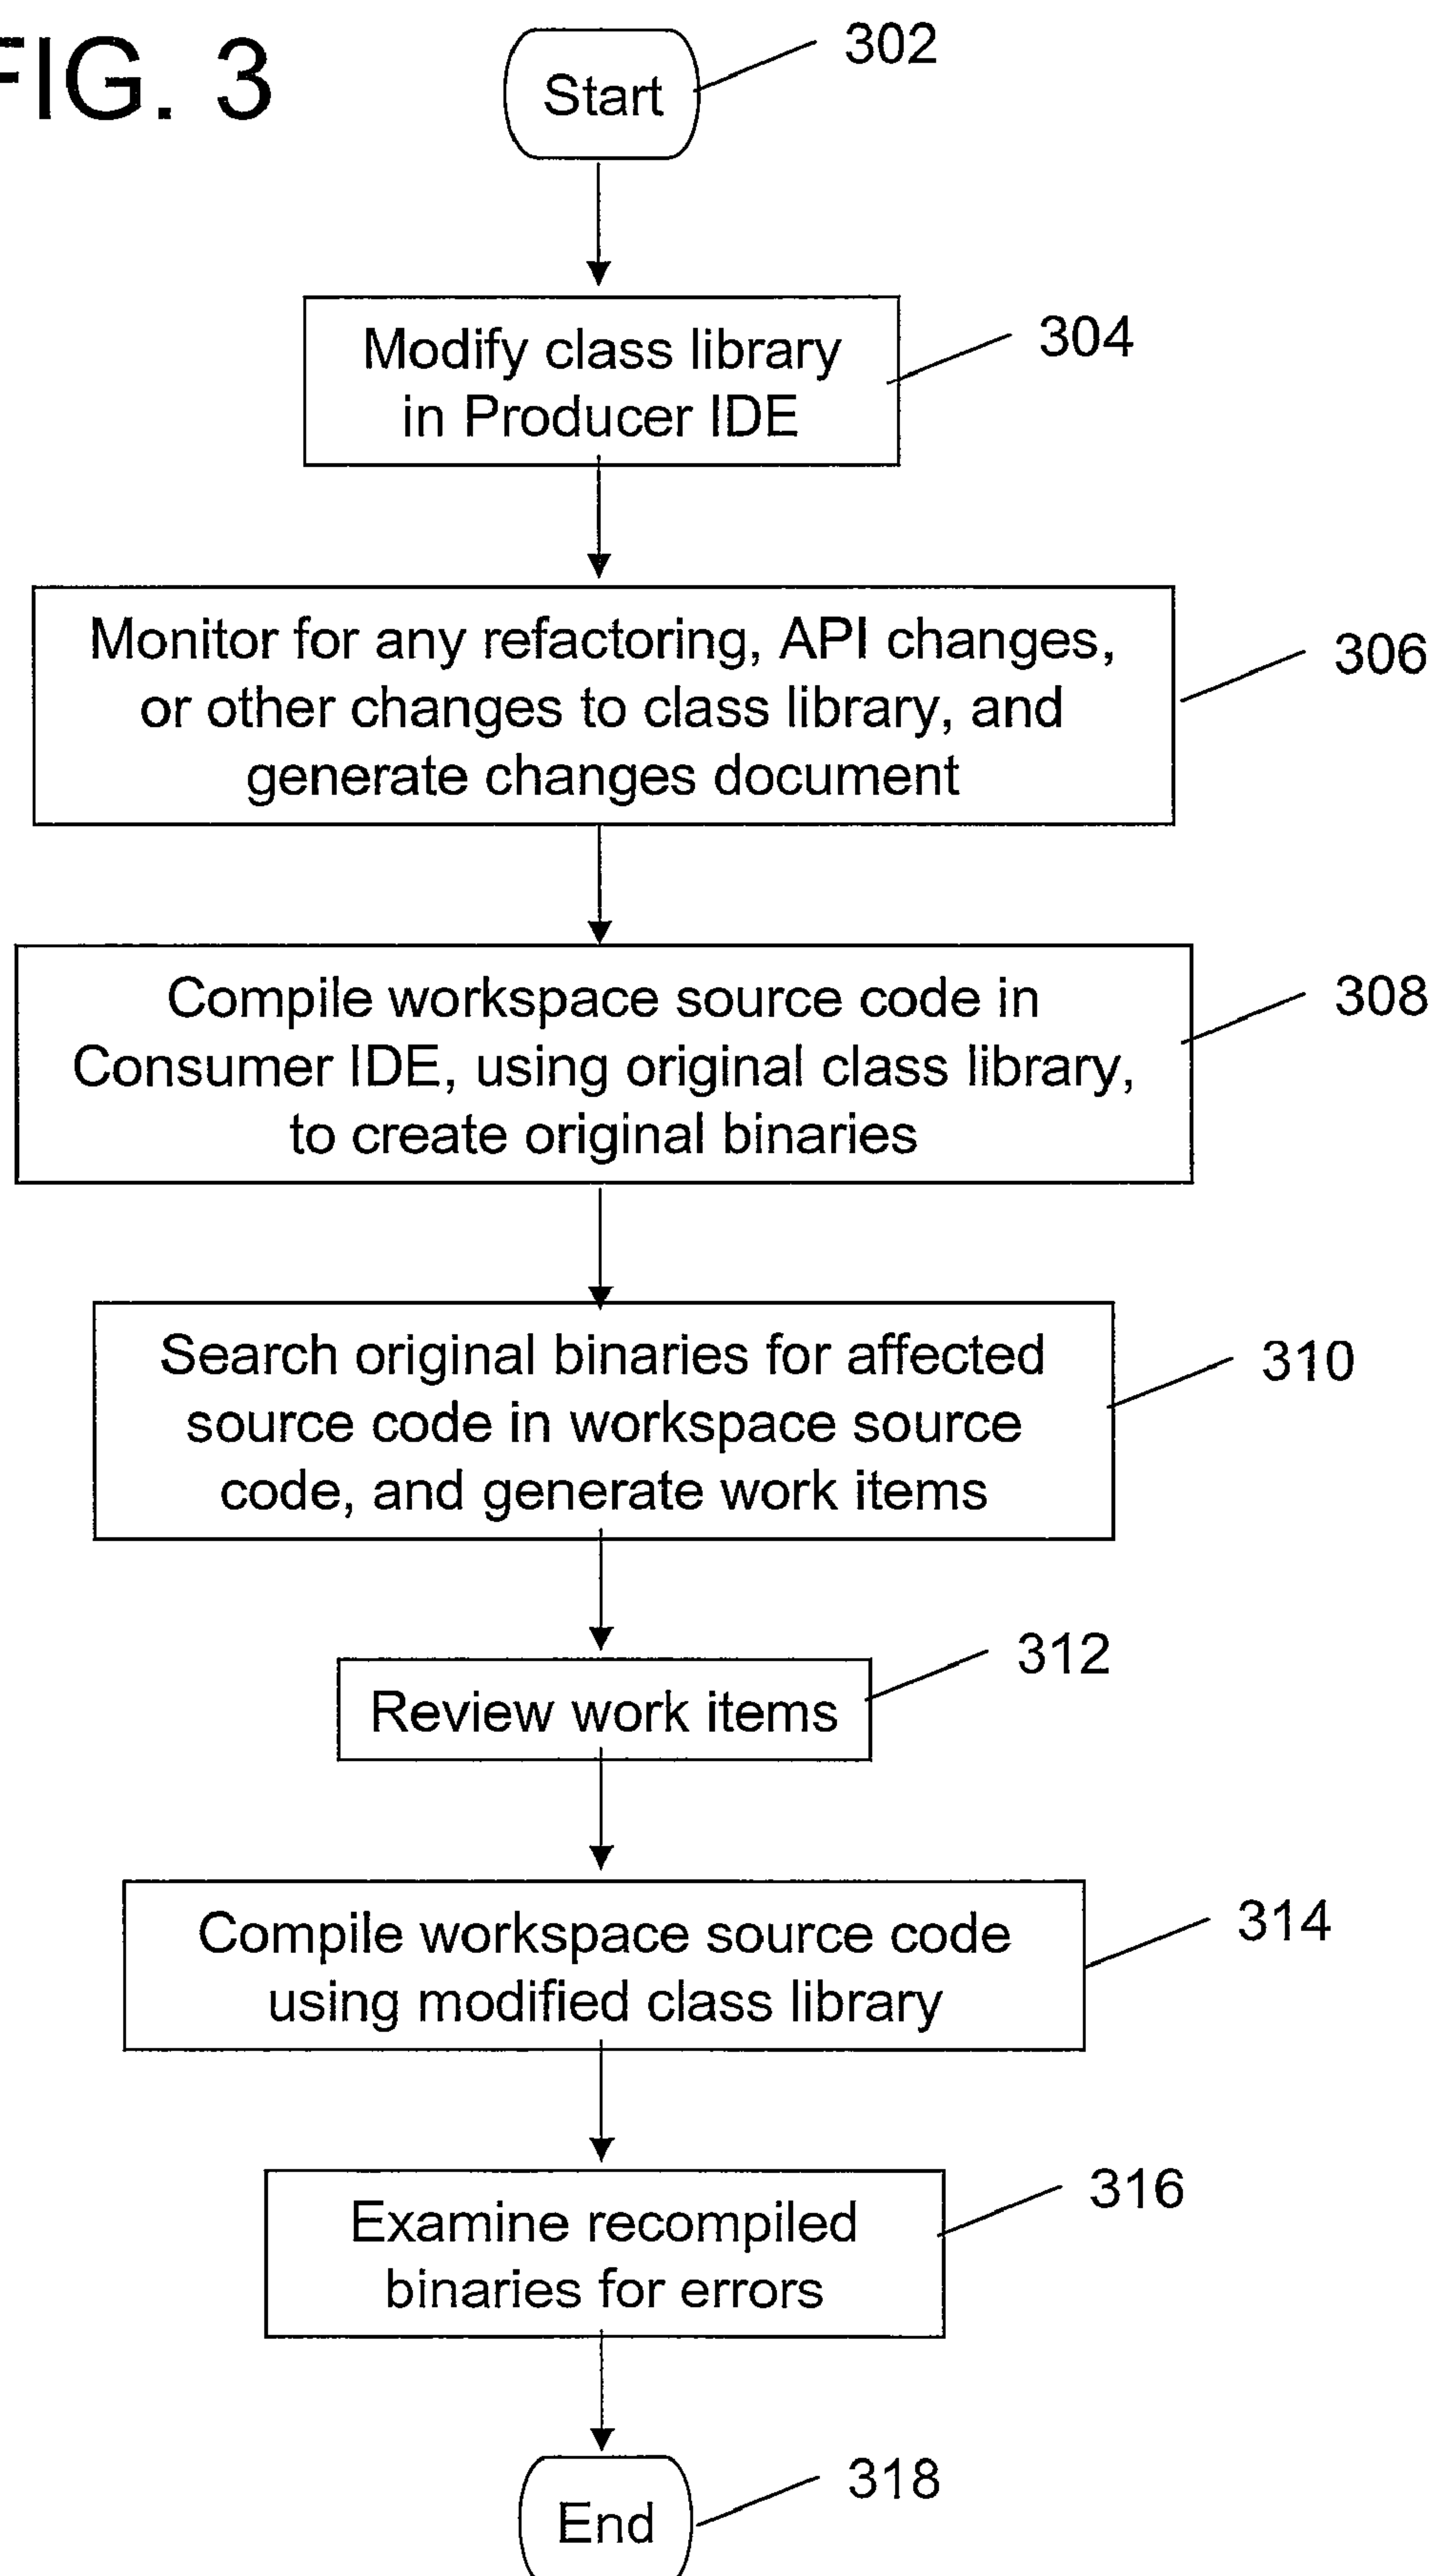 FIG. 3
302
Start
304
Modify class library
in Producer IDE
306
Monitor for any refactoring, API changes,
or other changes to class library, and
generate changes document
308
Compile workspace source code in
Consumer IDE, using original class library,
to create original binaries
310
Search original binaries for affected
source code in workspace source
code, and generate work items
312
Review work items
314
Compile workspace source code
using modified class library
316
Examine recompiled
binaries for errors
318
End